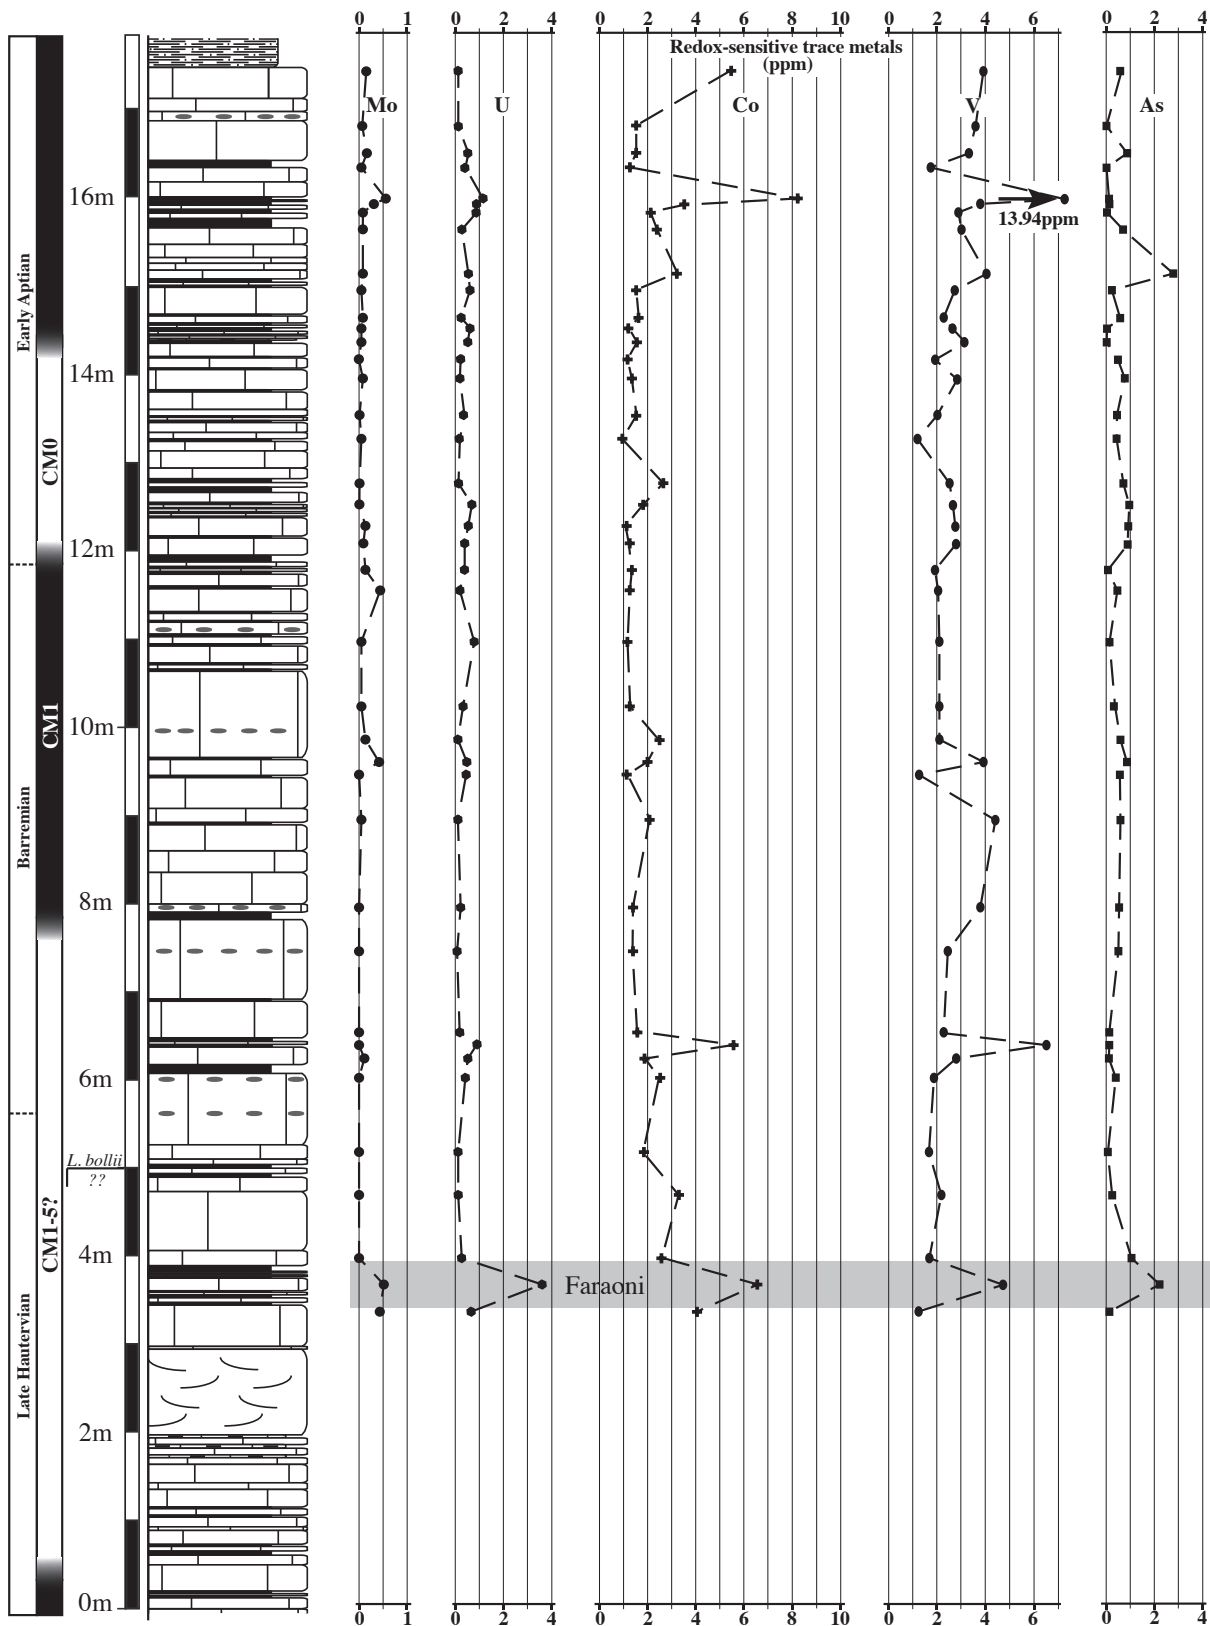 0 1 0 2 4 0 2 4 6 8 10 0 2 4 6 0 2 4
Redox-sensitive trace metals
(ppm)
Mo U Co V As
16m
13.94ppm
Early Aptian
14m
CM0
12m
CM1
10m
Barremian
8m
6m
L. bollii
??
CM1-5?
4m
Faraoni
Late Hautervian
2m
0m
0 1 0 2 4 0 2 4 6 8 10 0 2 4 6 0 2 4